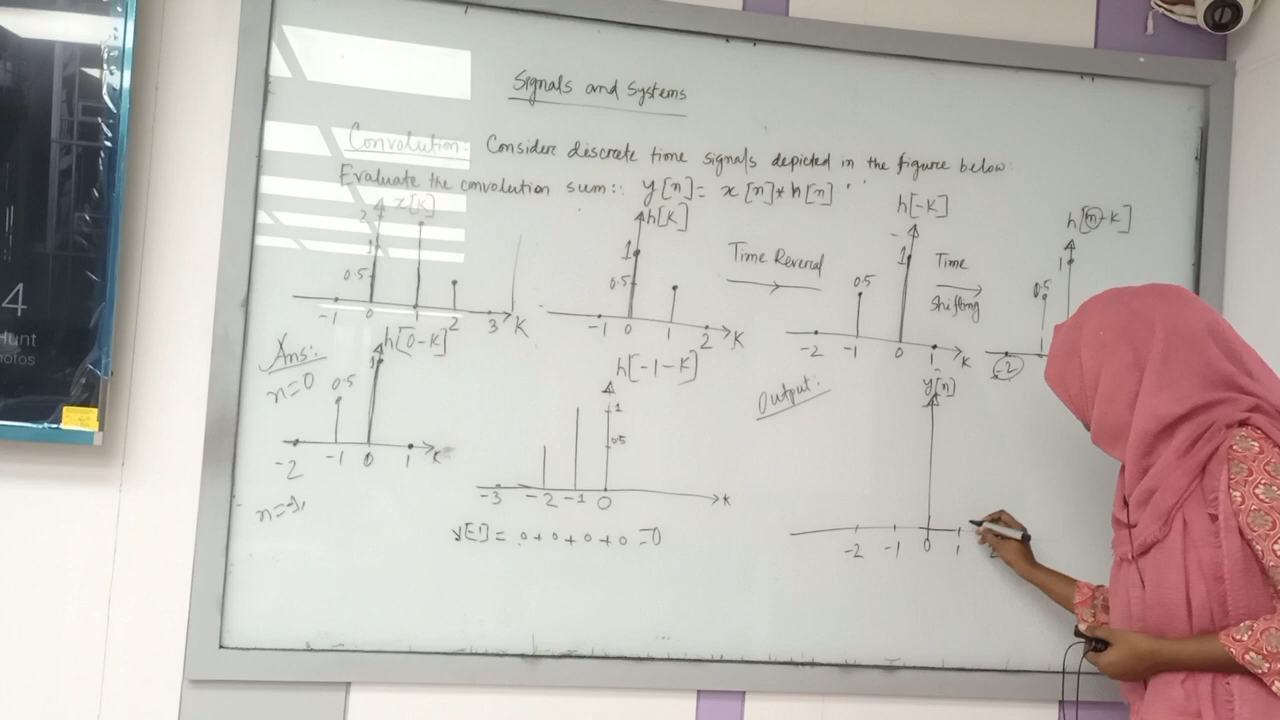 Signals and Systems
Convolution: Consider discrete time signals depicted in the figure below:
Evaluate the convolution sum:: y[n]= x[n]*h[n]
x[k]
2
1
0.5
-1 0 1 2 3 K
h[k]
1
0.5
-1 0 1 2 K
Time Reversal
h[-k]
1
0.5
-2 -1 0 1 K
Time
Shifting
h[n-k]
1
0.5
-2
Ans:
n=0
h[0-k]
1
0.5
-2 -1 0 1 K
n=-1,
h[-1-k]
1
0.5
-3 -2 -1 0 K
y[-1] = 0+0+0+0 =0
Output:
y[n]
-2 -1 0 1 2
4
Hunt
hotos